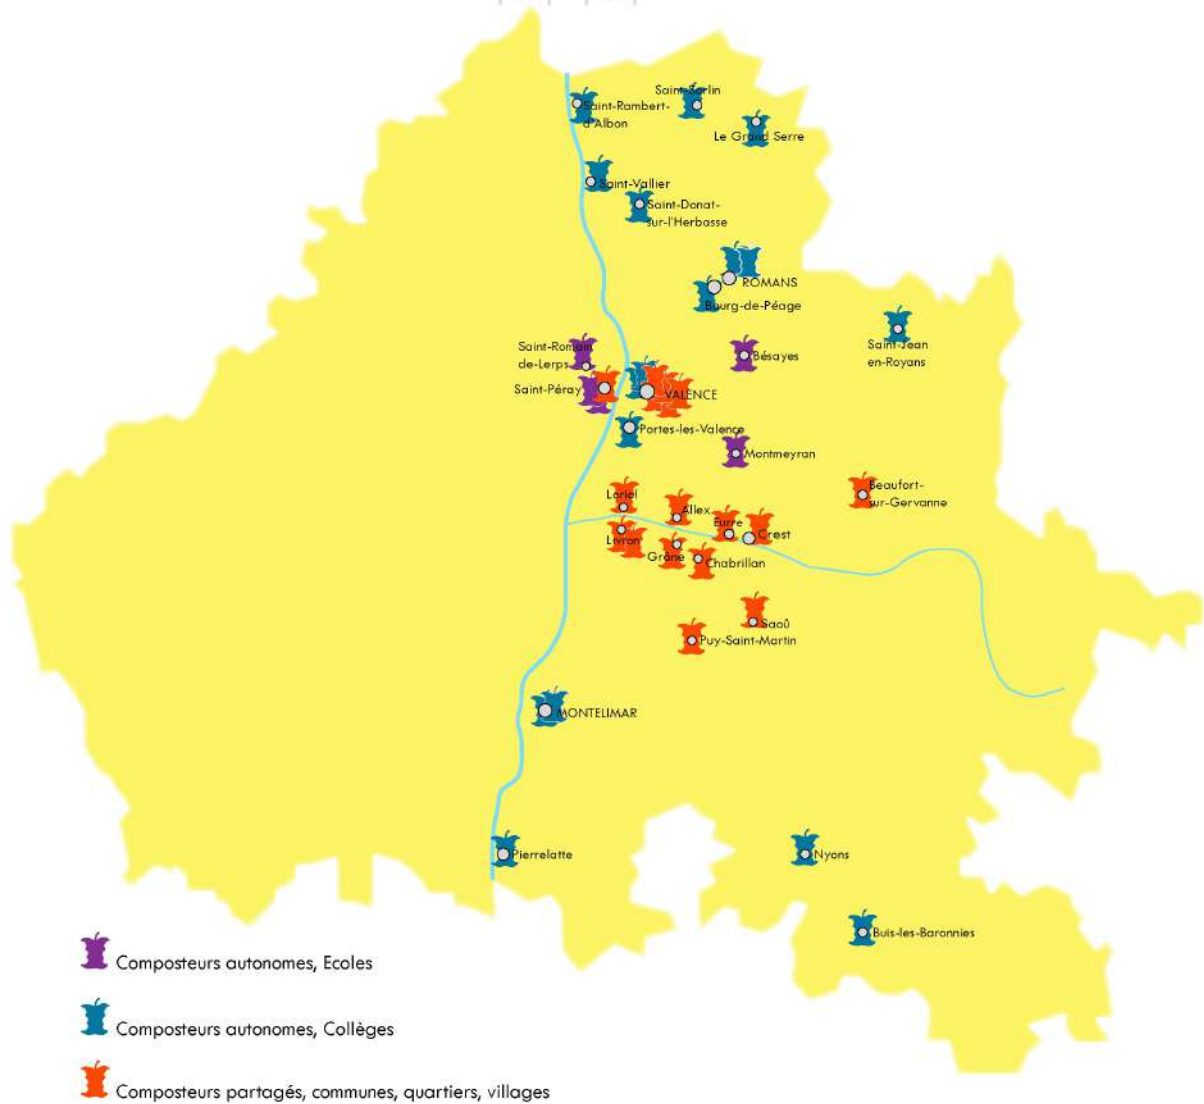 Saint-Sorlin
Saint-Rambert-
d'Albon
Le Grand Serre
Saint-Vallier
Saint-Donat-
sur-l'Herbasse
ROMANS
Bourg-de-Péage
Saint-Jean
en-Royans
Saint-Romain
de-Lerps
Bésayes
Saint-Péray
VALENCE
Portes-les-Valence
Montmeyran
Beaufort-
sur-Gervanne
Loriol
Allex
Eurre
Crest
Livron
Grâne
Chabrillan
Saoû
Puy-Saint-Martin
MONTELIMAR
Pierrelatte
Nyons
Buis-les-Baronnies
Composteurs autonomes, Ecoles
Composteurs autonomes, Collèges
Composteurs partagés, communes, quartiers, villages